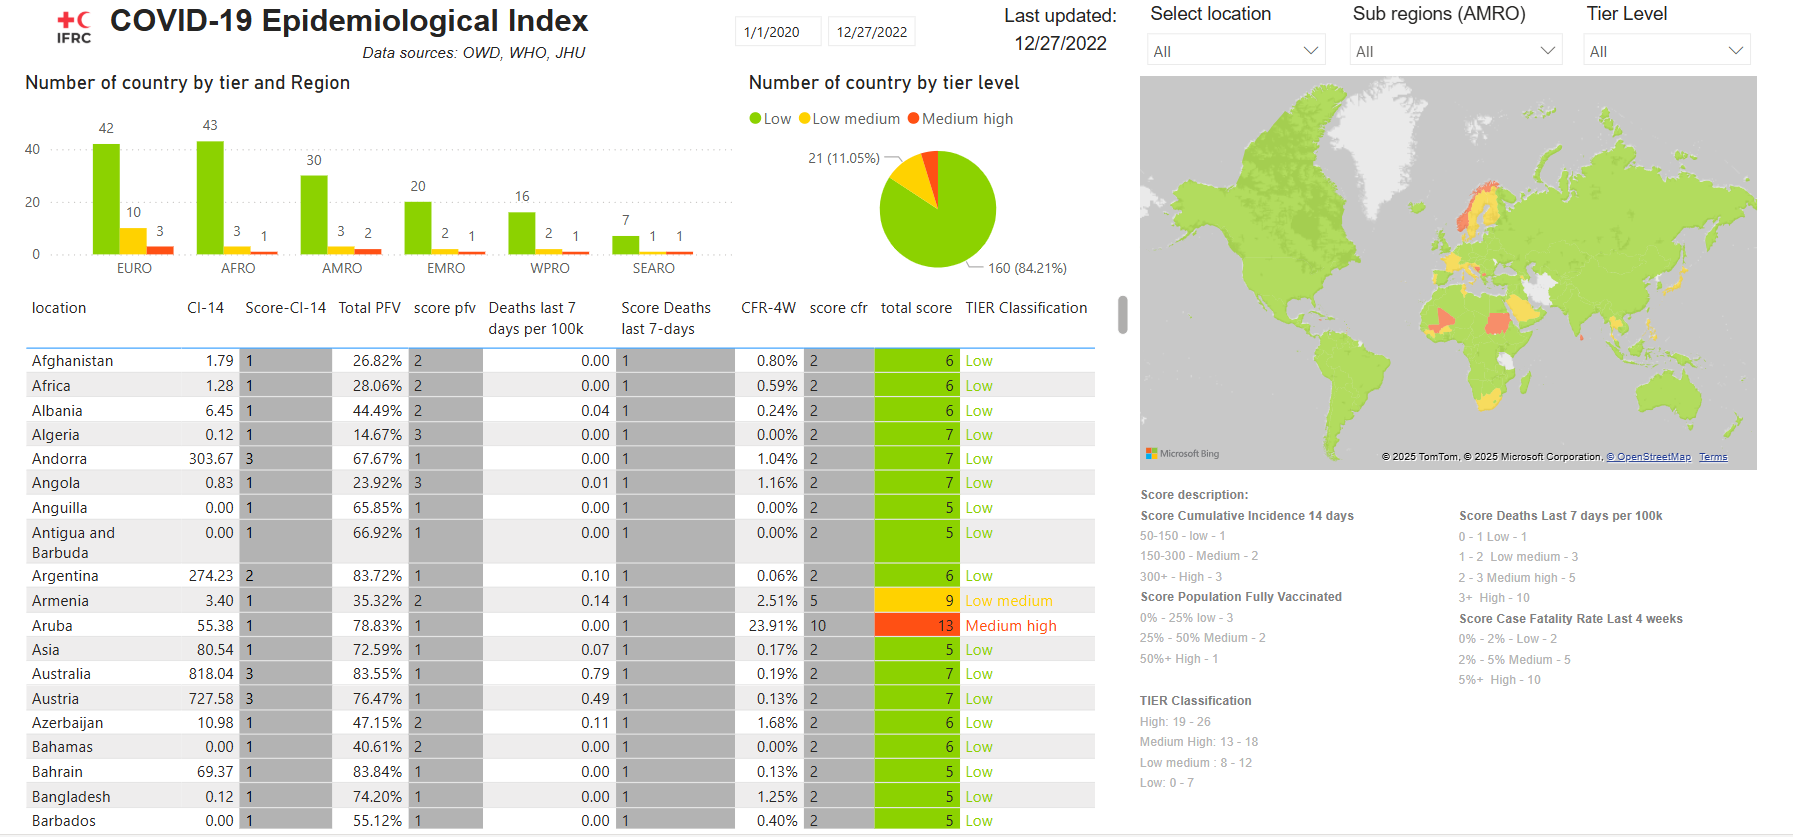 IFRC
COVID-19 Epidemiological Index
Data sources: OWD, WHO, JHU
1/1/2020
12/27/2022
Last updated:
12/27/2022
Select location
All
Sub regions (AMRO)
All
Tier Level
All
Number of country by tier and Region
40
20
0
42
10
3
43
3
1
30
3
2
20
2
1
16
2
1
7
1
1
EURO
AFRO
AMRO
EMRO
WPRO
SEARO
Number of country by tier level
Low Low medium Medium high
21 (11.05%)
160 (84.21%)
location CI-14 Score-CI-14 Total PFV score pfv Deaths last 7 days per 100k Score Deaths last 7-days CFR-4W score cfr total score TIER Classification
Afghanistan 1.79 1 26.82% 2 0.00 1 0.80% 2 6 Low
Africa 1.28 1 28.06% 2 0.00 1 0.59% 2 6 Low
Albania 6.45 1 44.49% 2 0.04 1 0.24% 2 6 Low
Algeria 0.12 1 14.67% 3 0.00 1 0.00% 2 7 Low
Andorra 303.67 3 67.67% 1 0.00 1 1.04% 2 7 Low
Angola 0.83 1 23.92% 3 0.01 1 1.16% 2 7 Low
Anguilla 0.00 1 65.85% 1 0.00 1 0.00% 2 5 Low
Antigua and Barbuda 0.00 1 66.92% 1 0.00 1 0.00% 2 5 Low
Argentina 274.23 2 83.72% 1 0.10 1 0.06% 2 6 Low
Armenia 3.40 1 35.32% 2 0.14 1 2.51% 5 9 Low medium
Aruba 55.38 1 78.83% 1 0.00 1 23.91% 10 13 Medium high
Asia 80.54 1 72.59% 1 0.07 1 0.17% 2 5 Low
Australia 818.04 3 83.55% 1 0.79 1 0.19% 2 7 Low
Austria 727.58 3 76.47% 1 0.49 1 0.13% 2 7 Low
Azerbaijan 10.98 1 47.15% 2 0.11 1 1.68% 2 6 Low
Bahamas 0.00 1 40.61% 2 0.00 1 0.00% 2 6 Low
Bahrain 69.37 1 83.84% 1 0.00 1 0.13% 2 5 Low
Bangladesh 0.12 1 74.20% 1 0.00 1 1.25% 2 5 Low
Barbados 0.00 1 55.12% 1 0.00 1 0.40% 2 5 Low
Microsoft Bing
© 2025 TomTom, © 2025 Microsoft Corporation, © OpenStreetMap Terms
Score description:
Score Cumulative Incidence 14 days
50-150 - low - 1
150-300 - Medium - 2
300+ - High - 3
Score Population Fully Vaccinated
0% - 25% low - 3
25% - 50% Medium - 2
50%+ High - 1
TIER Classification
High: 19 - 26
Medium High: 13 - 18
Low medium : 8 - 12
Low: 0 - 7
Score Deaths Last 7 days per 100k
0 - 1 Low - 1
1 - 2 Low medium - 3
2 - 3 Medium high - 5
3+ High - 10
Score Case Fatality Rate Last 4 weeks
0% - 2% - Low - 2
2% - 5% Medium - 5
5%+ High - 10